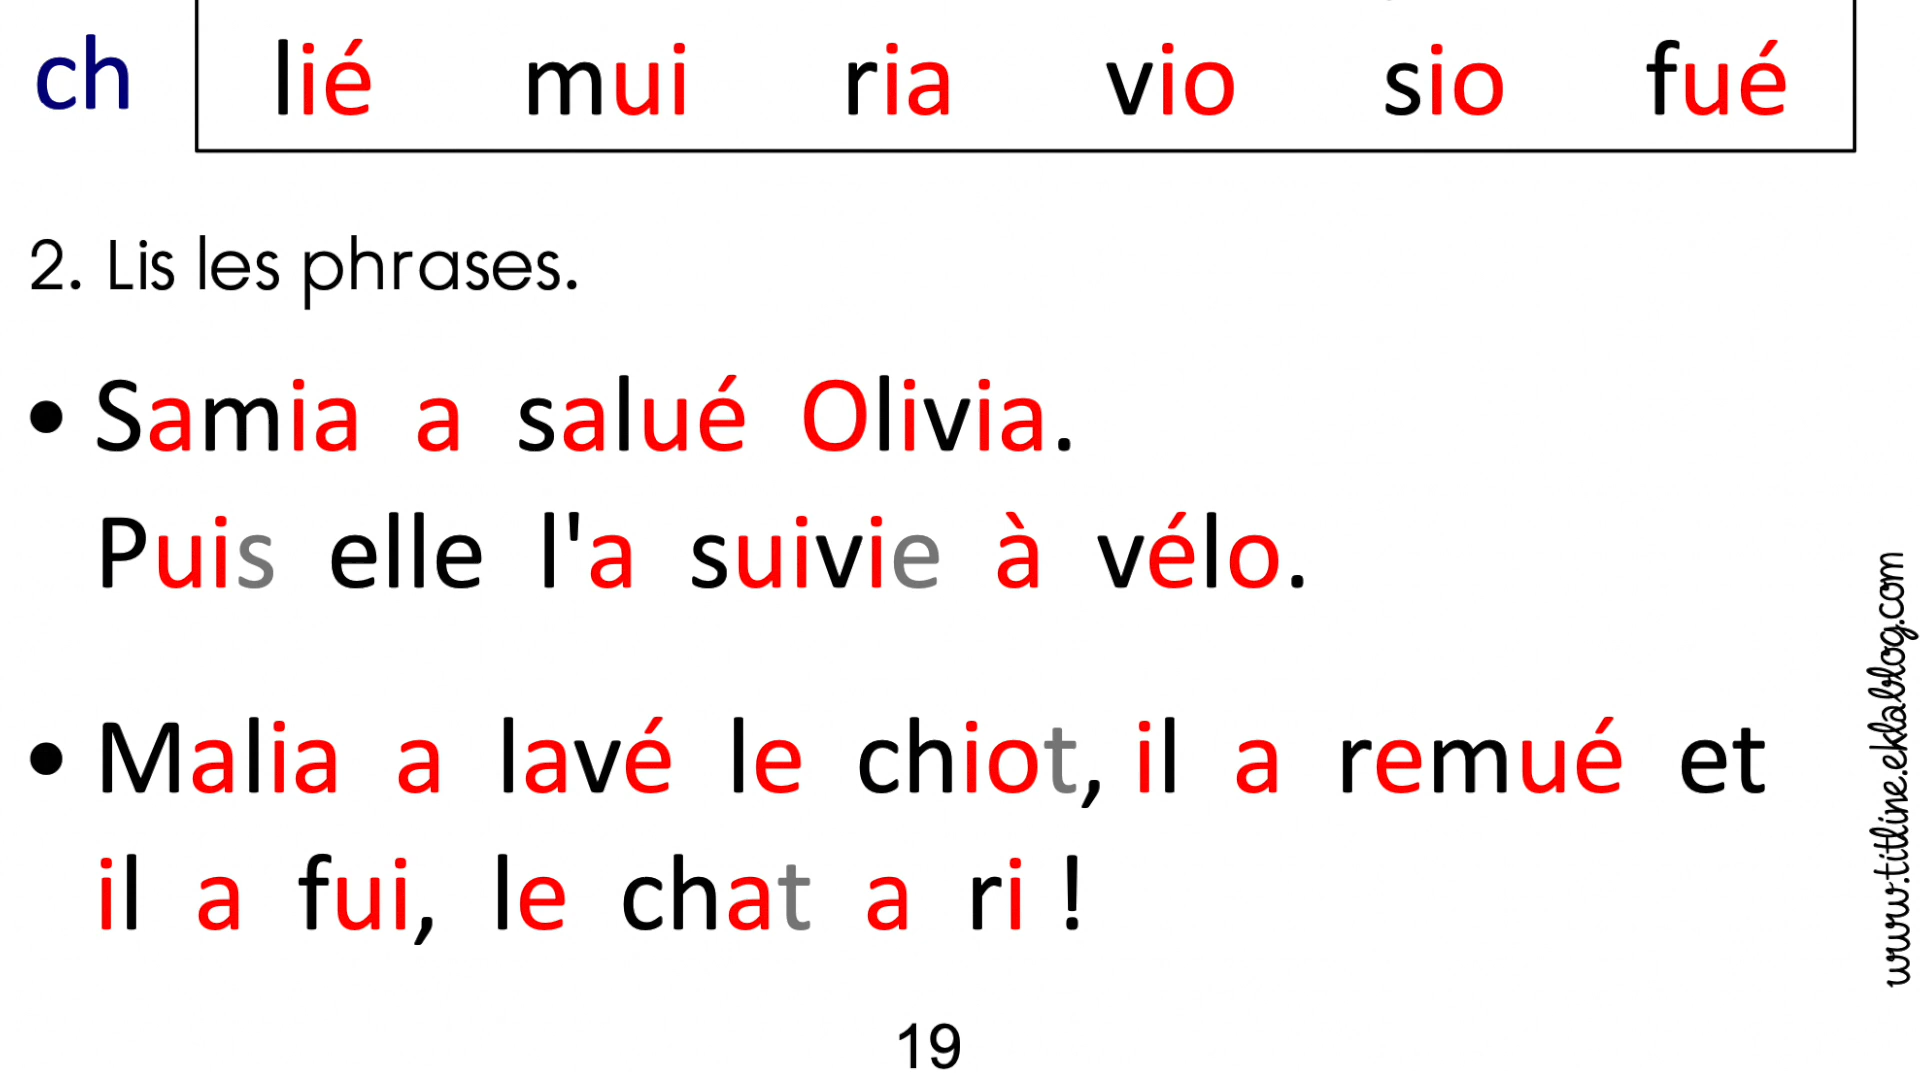 ch lié mui ria vio sio fué
2. Lis les phrases.
• Samia a salué Olivia.
Puis elle l'a suivie à vélo.
• Malia a lavé le chiot, il a remué et
il a fui, le chat a ri !
www.titline.eklablog.com
19